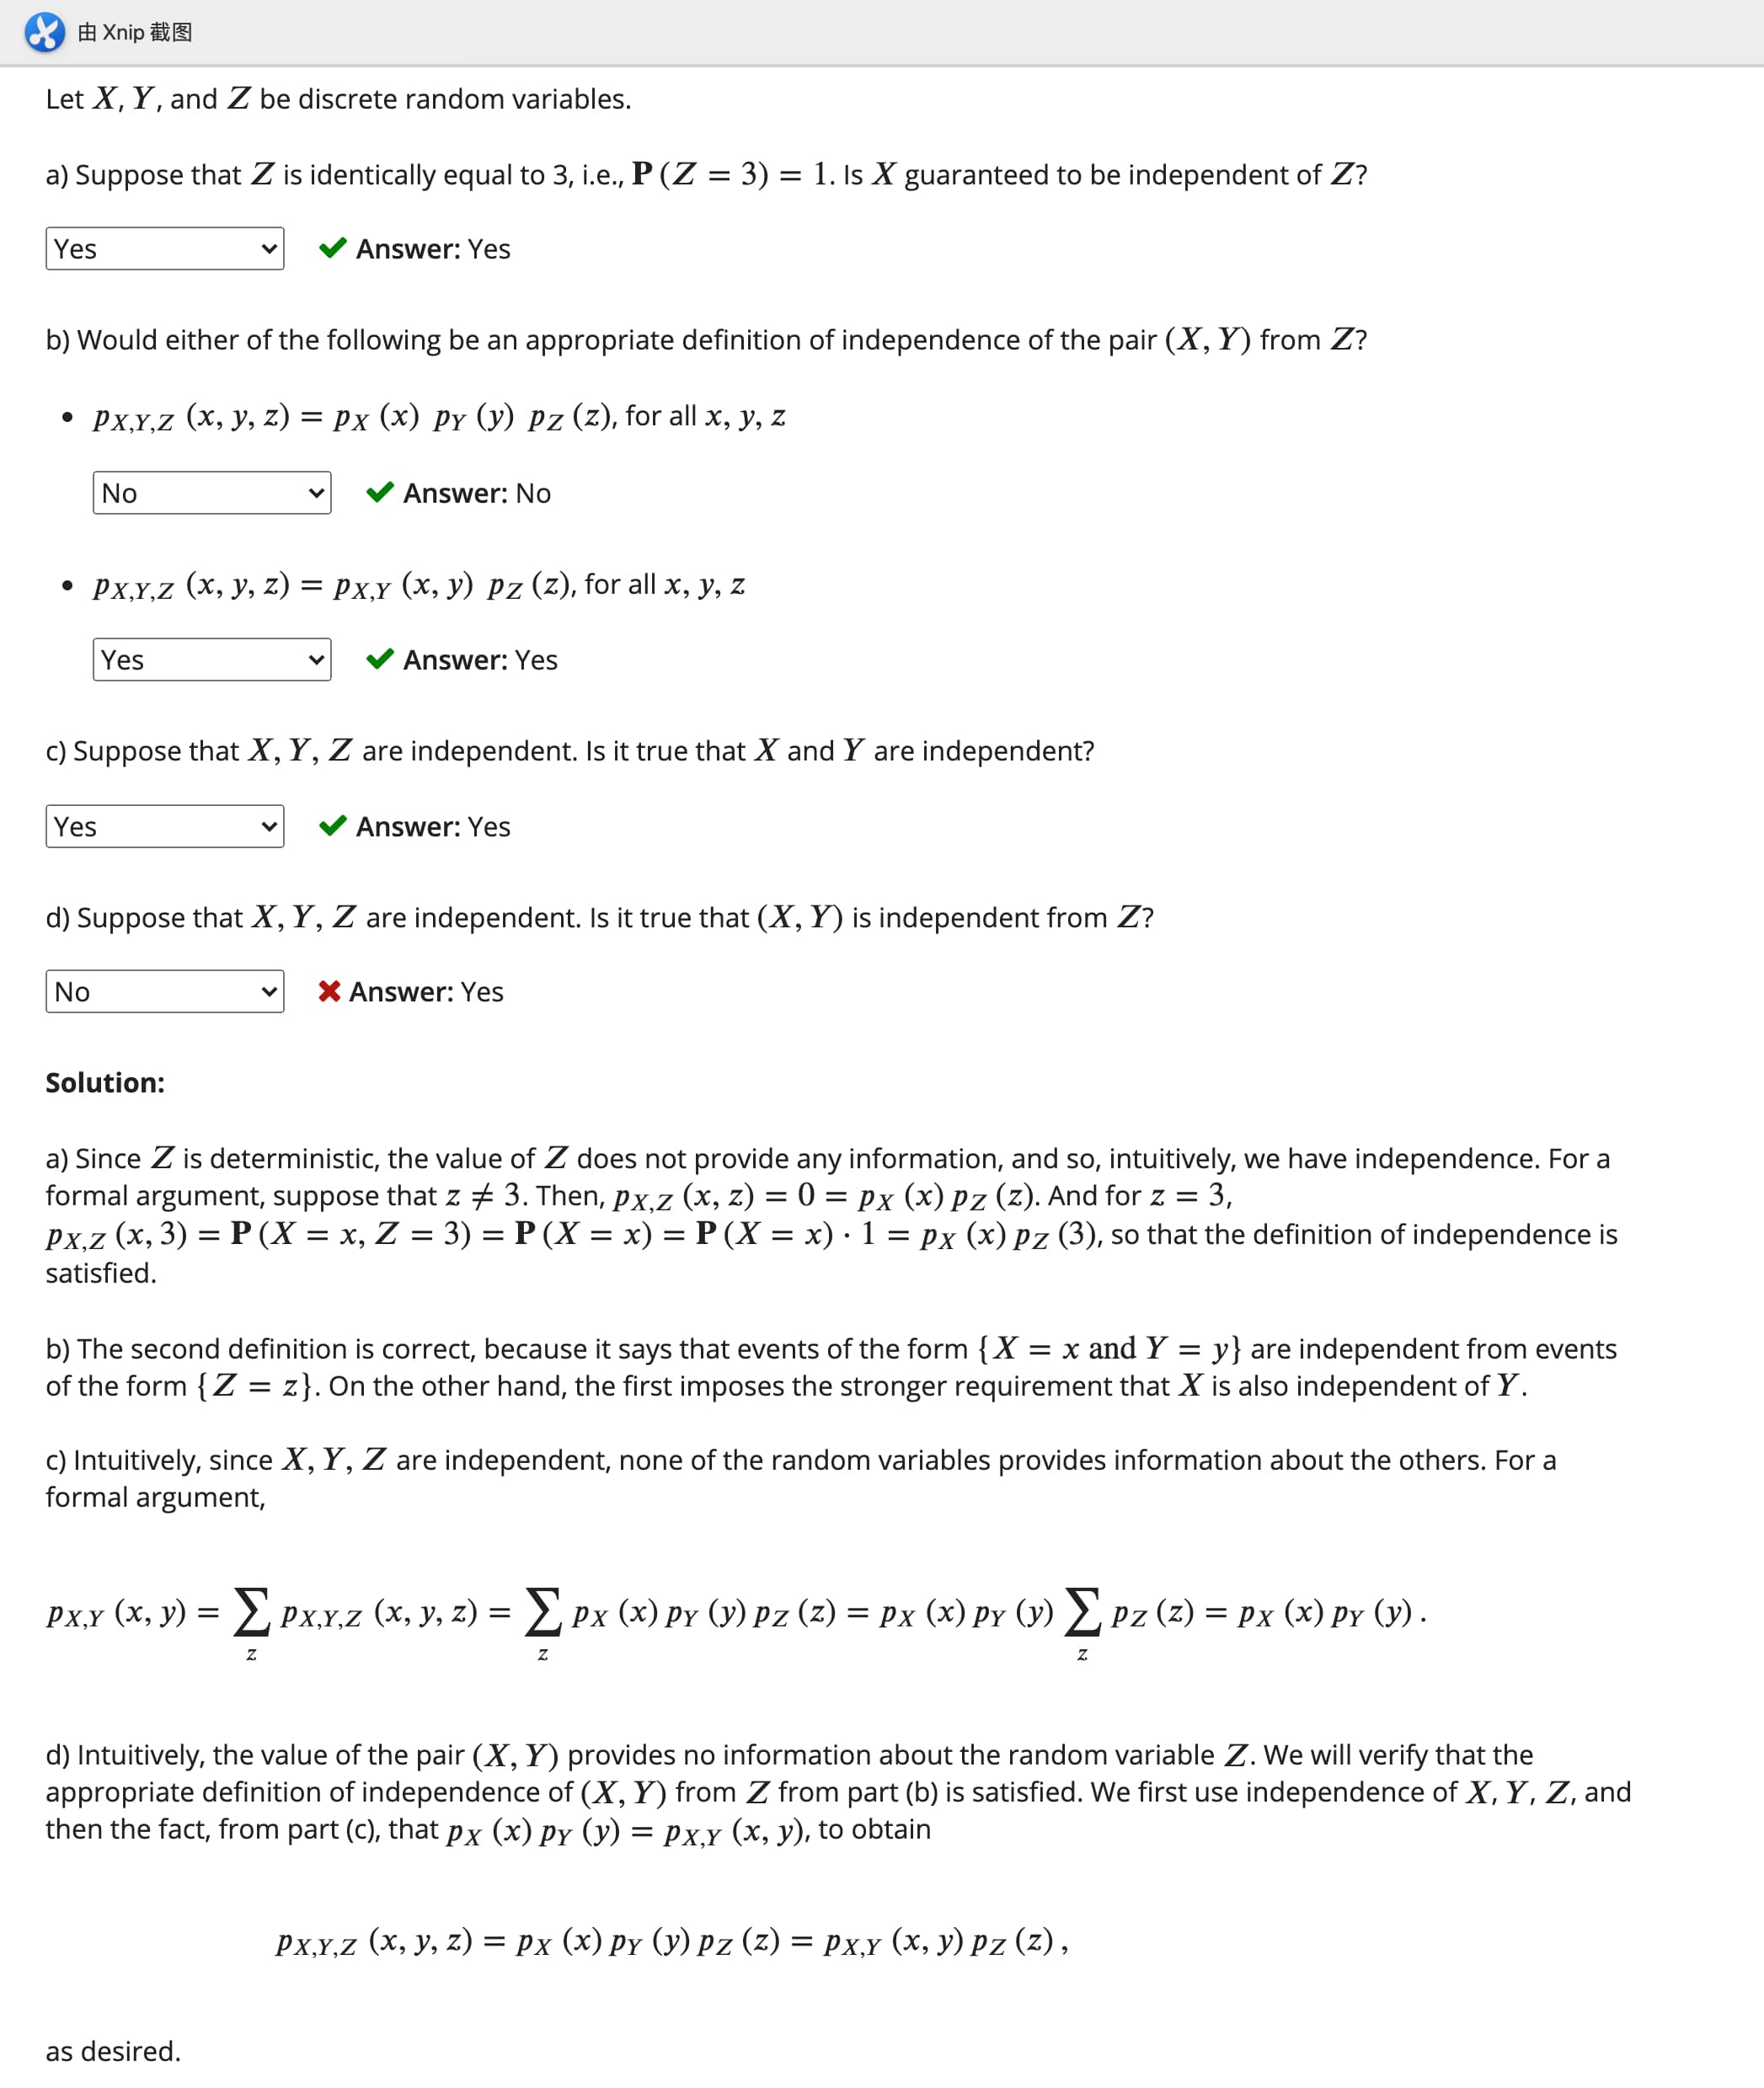 由 Xnip 截图
Let X, Y, and Z be discrete random variables.
a) Suppose that Z is identically equal to 3, i.e., P (Z = 3) = 1. Is X guaranteed to be independent of Z?
Yes ✔ Answer: Yes
b) Would either of the following be an appropriate definition of independence of the pair (X, Y) from Z?
• p_{X,Y,Z} (x, y, z) = p_X (x) p_Y (y) p_Z (z), for all x, y, z
No ✔ Answer: No
• p_{X,Y,Z} (x, y, z) = p_{X,Y} (x, y) p_Z (z), for all x, y, z
Yes ✔ Answer: Yes
c) Suppose that X, Y, Z are independent. Is it true that X and Y are independent?
Yes ✔ Answer: Yes
d) Suppose that X, Y, Z are independent. Is it true that (X, Y) is independent from Z?
No ✖ Answer: Yes
Solution:
a) Since Z is deterministic, the value of Z does not provide any information, and so, intuitively, we have independence. For a
formal argument, suppose that z ≠ 3. Then, p_{X,Z} (x, z) = 0 = p_X (x) p_Z (z). And for z = 3,
p_{X,Z} (x, 3) = P (X = x, Z = 3) = P (X = x) = P (X = x) · 1 = p_X (x) p_Z (3), so that the definition of independence is
satisfied.
b) The second definition is correct, because it says that events of the form {X = x and Y = y} are independent from events
of the form {Z = z}. On the other hand, the first imposes the stronger requirement that X is also independent of Y.
c) Intuitively, since X, Y, Z are independent, none of the random variables provides information about the others. For a
formal argument,
p_{X,Y} (x, y) = ∑_z p_{X,Y,Z} (x, y, z) = ∑_z p_X (x) p_Y (y) p_Z (z) = p_X (x) p_Y (y) ∑_z p_Z (z) = p_X (x) p_Y (y) .
d) Intuitively, the value of the pair (X, Y) provides no information about the random variable Z. We will verify that the
appropriate definition of independence of (X, Y) from Z from part (b) is satisfied. We first use independence of X, Y, Z, and
then the fact, from part (c), that p_X (x) p_Y (y) = p_{X,Y} (x, y), to obtain
p_{X,Y,Z} (x, y, z) = p_X (x) p_Y (y) p_Z (z) = p_{X,Y} (x, y) p_Z (z) ,
as desired.